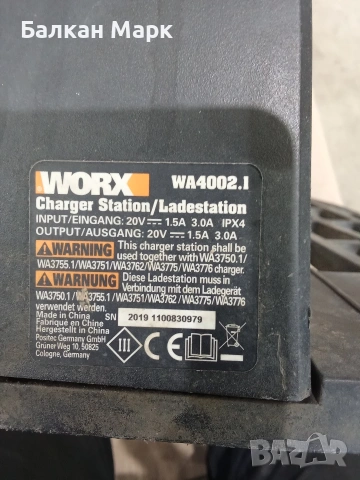 Балкан Марк
WORX WA4002.1
Charger Station/Ladestation
INPUT/EINGANG: 20V⎓ 1.5A 3.0A IPX4
OUTPUT/AUSGANG: 20V⎓ 1.5A 3.0A
WARNING This charger station shall be
used together with WA3750.1/
WA3755.1/WA3751/WA3762/WA3775/WA3776 charger.
WARNUNG Diese Ladestation muss in
Verbindung mit dem Ladegerät
WA3750.1/WA3755.1 WA3751/WA3762 /WA3775/WA3776
verwendet werden.
Made in China
Fabriqué en Chine
Hergestellt in China
SN 2019 1100830979
Positec Germany GmbH
Grüner Weg 10, 50825
Cologne, Germany
III
CE
BAZAR
bg